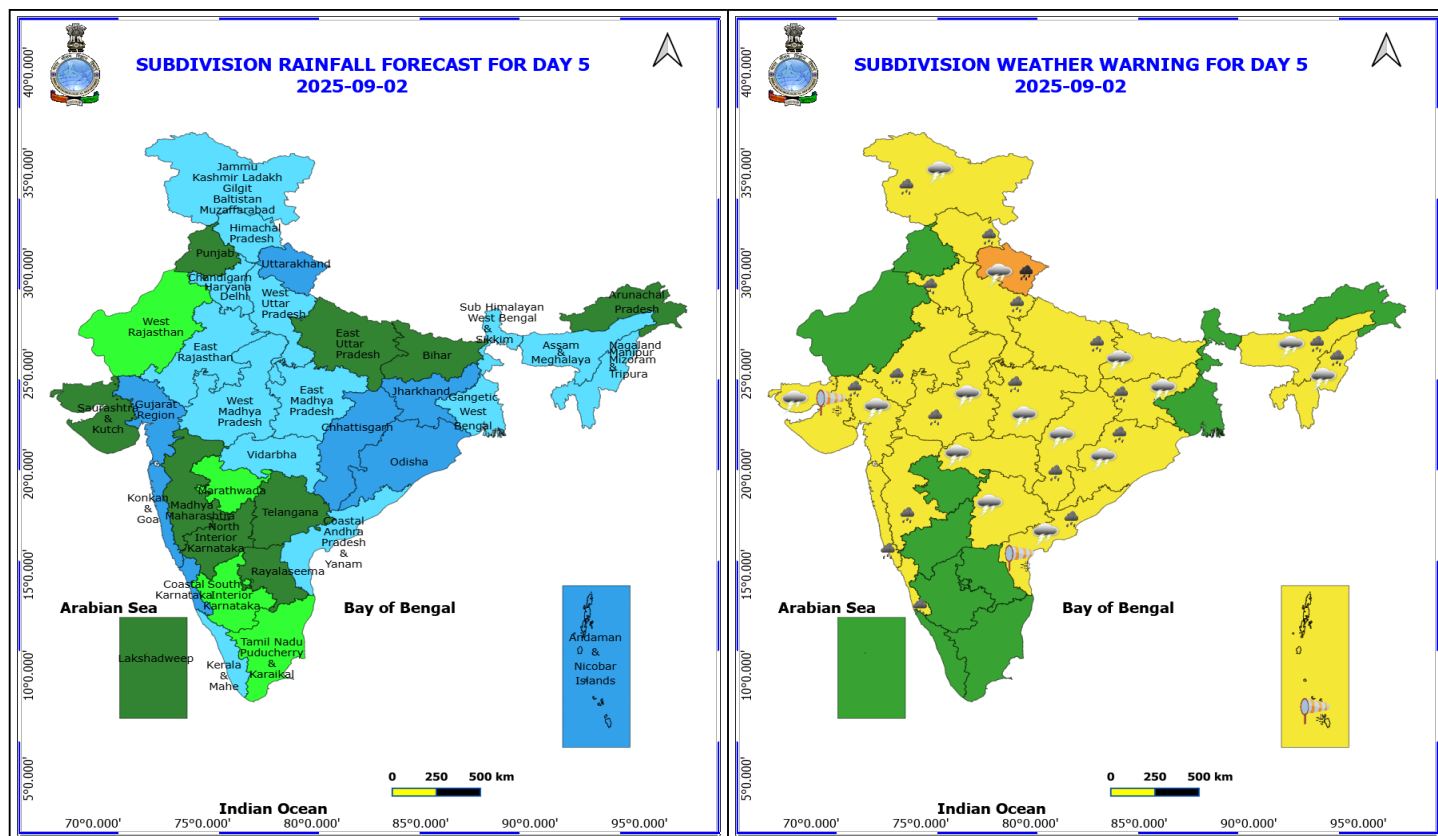 SUBDIVISION RAINFALL FORECAST FOR DAY 5
2025-09-02
40°0.000'
35°0.000'
30°0.000'
25°0.000'
20°0.000'
15°0.000'
10°0.000'
5°0.000'
Jammu
Kashmir Ladakh
Gilgit
Baltistan
Muzaffarabad
Himachal
Pradesh
Punjab
Uttarakhand
Chandigarh
Haryana
Delhi
West
Uttar
Pradesh
West
Rajasthan
East
Rajasthan
East
Uttar
Pradesh
Bihar
Sub Himalayan
West Bengal
&
Sikkim
Arunachal
Pradesh
Assam
&
Meghalaya
Nagaland
Manipur
Mizoram
&
Tripura
Saurashtra
&
Kutch
Gujarat
Region
West
Madhya
Pradesh
East
Madhya
Pradesh
Jharkhand
Gangetic
West
Bengal
Chhattisgarh
Odisha
Vidarbha
Konkan
&
Goa
Madhya
Maharashtra
Marathwada
Telangana
North
Interior
Karnataka
Coastal
Andhra
Pradesh
&
Yanam
Rayalaseema
Coastal
Karnataka
South
Interior
Karnataka
Arabian Sea
Bay of Bengal
Lakshadweep
Kerala
&
Mahe
Tamil Nadu
Puducherry
&
Karaikal
Andaman
&
Nicobar
Islands
0 250 500 km
Indian Ocean
70°0.000' 75°0.000' 80°0.000' 85°0.000' 90°0.000' 95°0.000'
SUBDIVISION WEATHER WARNING FOR DAY 5
2025-09-02
40°0.000'
35°0.000'
30°0.000'
25°0.000'
20°0.000'
15°0.000'
10°0.000'
5°0.000'
Arabian Sea
Bay of Bengal
0 250 500 km
Indian Ocean
70°0.000' 75°0.000' 80°0.000' 85°0.000' 90°0.000' 95°0.000'